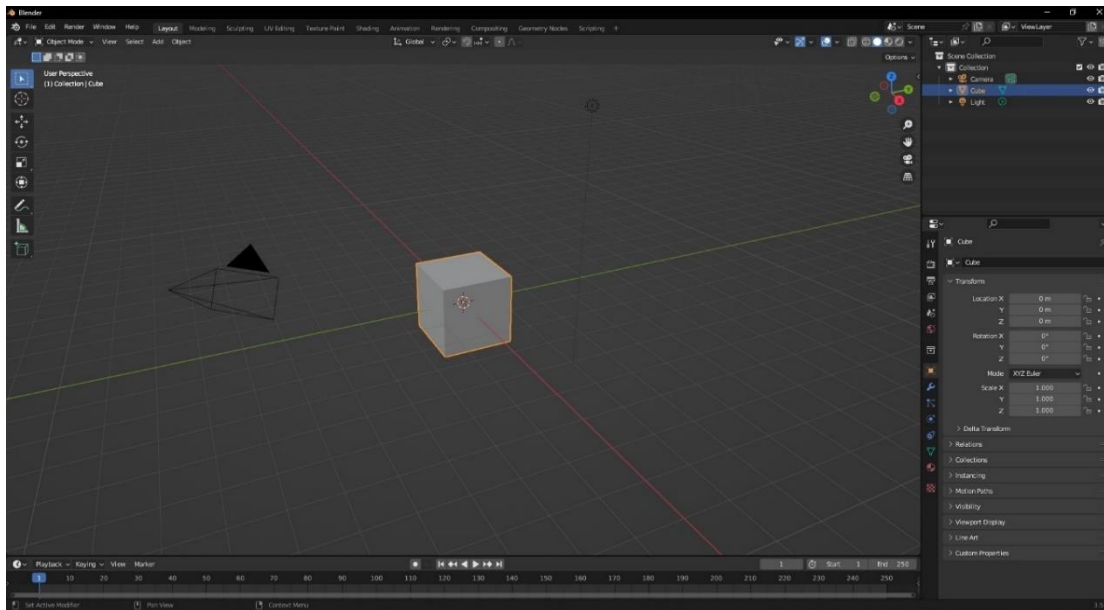 Blender
File Edit Render Window Help Layout Modeling Sculpting UV Editing Texture Paint Shading Animation Rendering Compositing Geometry Nodes Scripting + Scene ViewLayer
Object Mode View Select Add Object Global
Options
User Perspective
(1) Collection | Cube
Scene Collection
Collection
Camera
Cube
Light
Z
Y
X
Cube
Cube
Transform
Location X 0 m
Y 0 m
Z 0 m
Rotation X 0°
Y 0°
Z 0°
Mode XYZ Euler
Scale X 1.000
Y 1.000
Z 1.000
Delta Transform
Relations
Collections
Instancing
Motion Paths
Visibility
Viewport Display
Line Art
Custom Properties
Playback Keying View Marker 1 Start 1 End 250
1 10 20 30 40 50 60 70 80 90 100 110 120 130 140 150 160 170 180 190 200 210 220 230 240 250
Set Active Modifier Pan View Context Menu